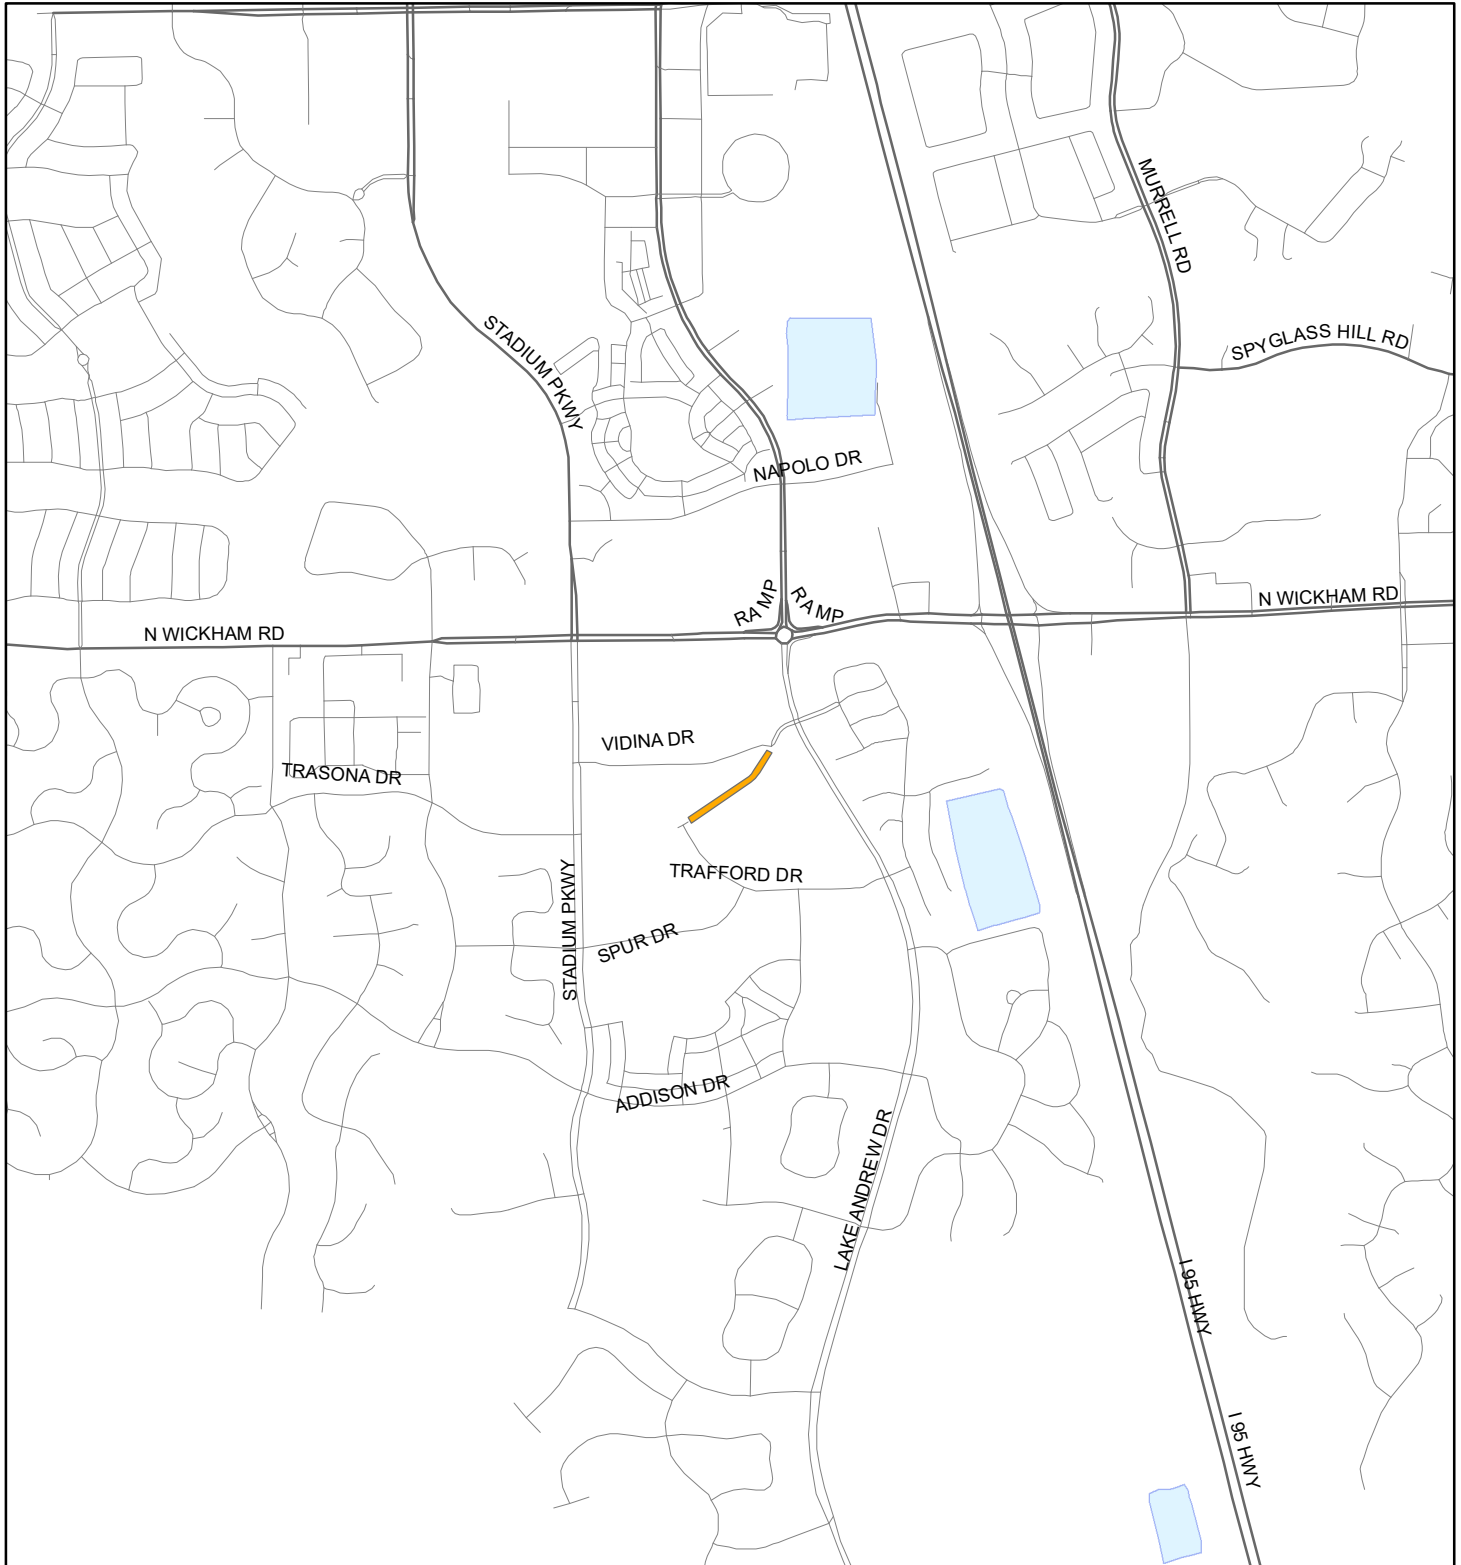 MURRELL RD
STADIUM PKWY
SPYGLASS HILL RD
NAPOLO DR
RAMP
RAMP
N WICKHAM RD
N WICKHAM RD
VIDINA DR
TRASONA DR
TRAFFORD DR
STADIUM PKWY
SPUR DR
ADDISON DR
LAKE ANDREW DR
I 95 HWY
I 95 HWY